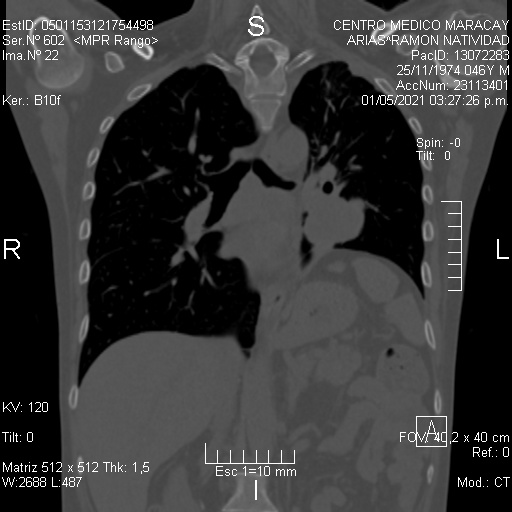 EstID: 0501153121754498
Ser.Nº 602 <MPR Rango>
Ima.Nº 22
Ker.: B10f
S
CENTRO MEDICO MARACAY
ARIAS^RAMON NATIVIDAD
PacID: 13072283
25/11/1974 046Y M
AccNum: 23113401
01/05/2021 03:27:26 p.m.
Spin: -0
Tilt: 0
R
L
KV: 120
Tilt: 0
Matriz 512 x 512 Thk: 1,5
W:2688 L:487
Esc 1=10 mm
I
A
FOV: 40,2 x 40 cm
Ref.: 0
Mod.: CT